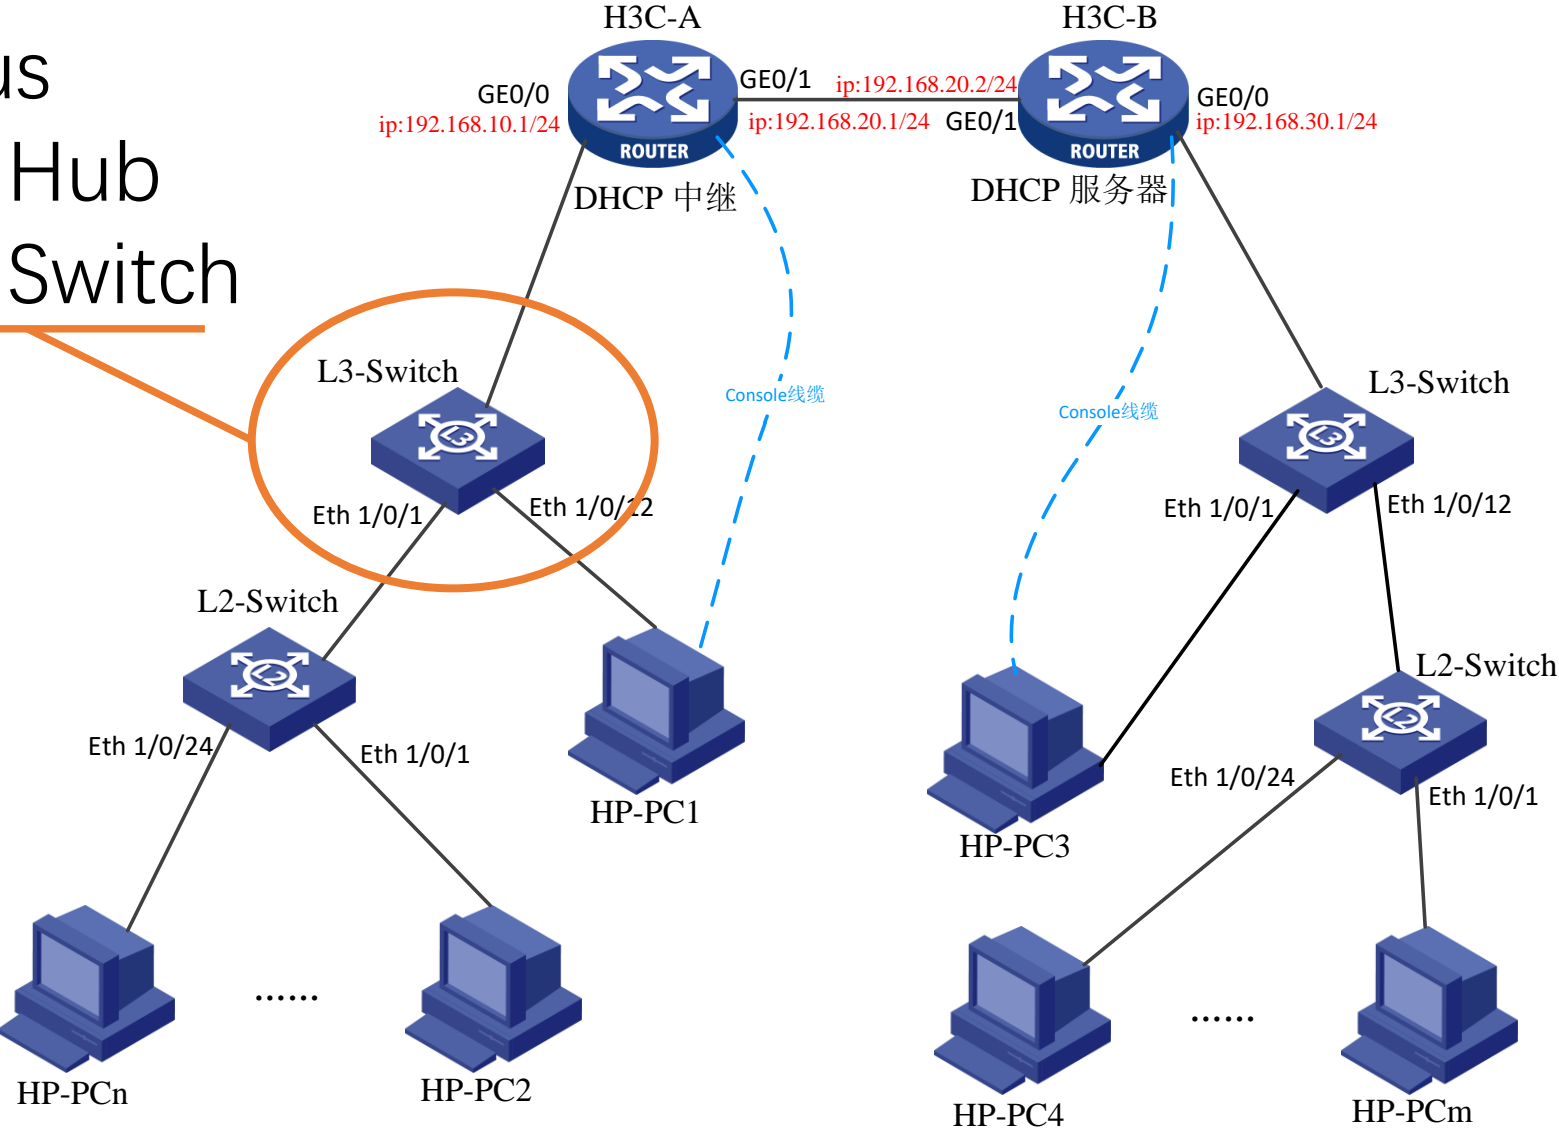 H3C-A
H3C-B
us
Hub
Switch
GE0/0
ip:192.168.10.1/24
GE0/1
ip:192.168.20.2/24
ip:192.168.20.1/24
GE0/1
GE0/0
ip:192.168.30.1/24
ROUTER
ROUTER
DHCP 中继
DHCP 服务器
L3-Switch
L3
Console线缆
Console线缆
L3-Switch
L3
Eth 1/0/1
Eth 1/0/12
Eth 1/0/1
Eth 1/0/12
L2-Switch
L2
L2-Switch
L2
Eth 1/0/24
Eth 1/0/1
Eth 1/0/24
Eth 1/0/1
HP-PC1
HP-PC3
......
......
HP-PCn
HP-PC2
HP-PC4
HP-PCm